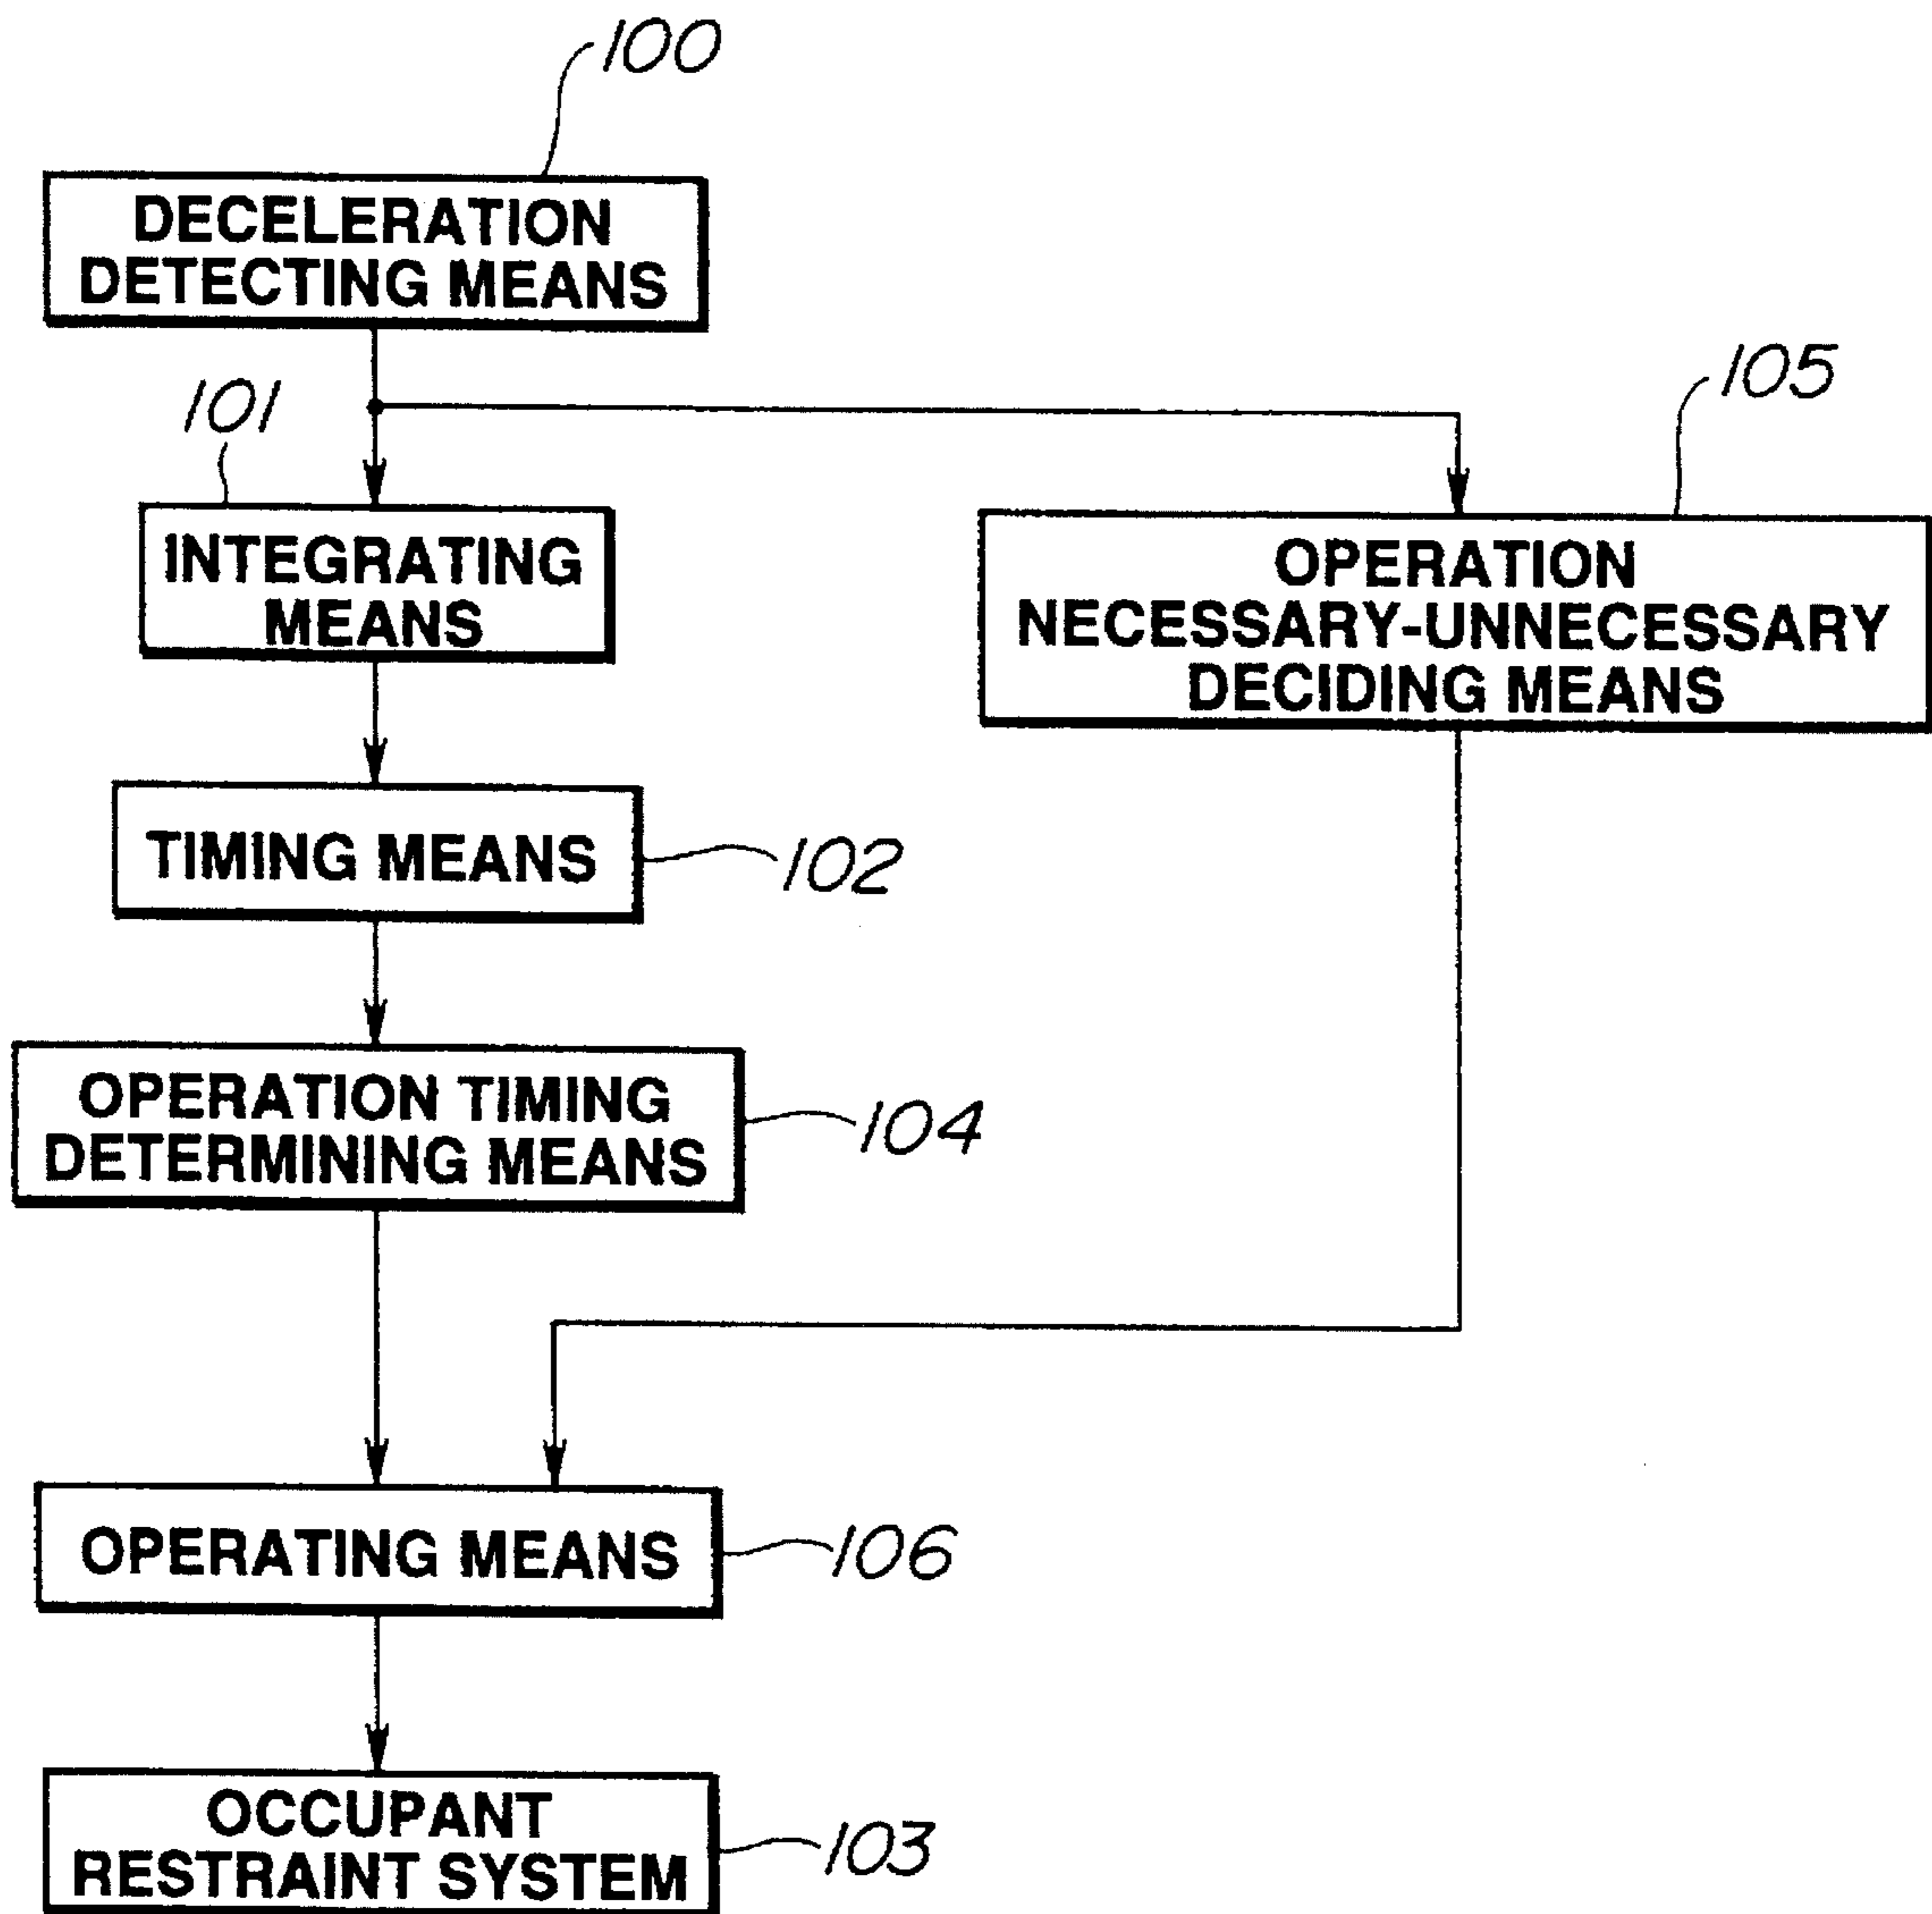 100
DECELERATION
DETECTING MEANS
101
105
INTEGRATING
MEANS
OPERATION
NECESSARY-UNNECESSARY
DECIDING MEANS
TIMING MEANS
102
OPERATION TIMING
DETERMINING MEANS
104
OPERATING MEANS
106
OCCUPANT
RESTRAINT SYSTEM
103